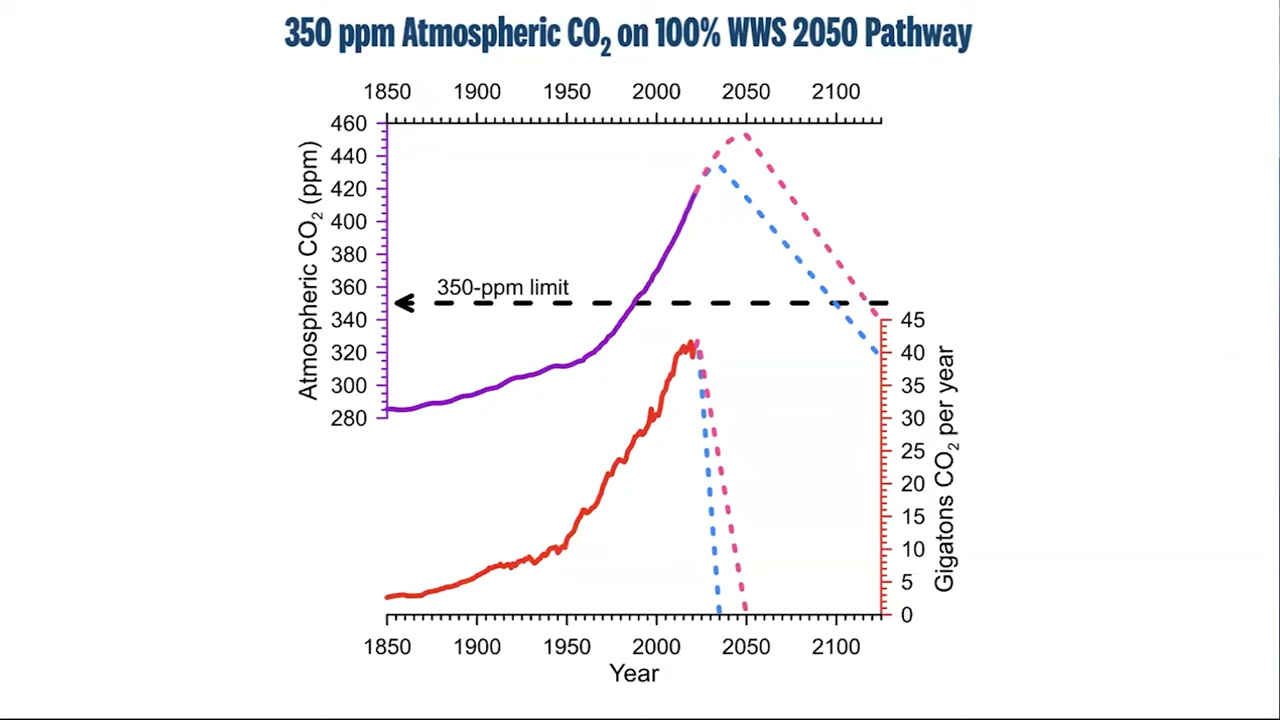 350 ppm Atmospheric CO₂ on 100% WWS 2050 Pathway
1850 1900 1950 2000 2050 2100
460
440
420
400
380
360
340
320
300
280
Atmospheric CO₂ (ppm)
350-ppm limit
45
40
35
30
25
20
15
10
5
0
Gigatons CO₂ per year
1850 1900 1950 2000 2050 2100
Year